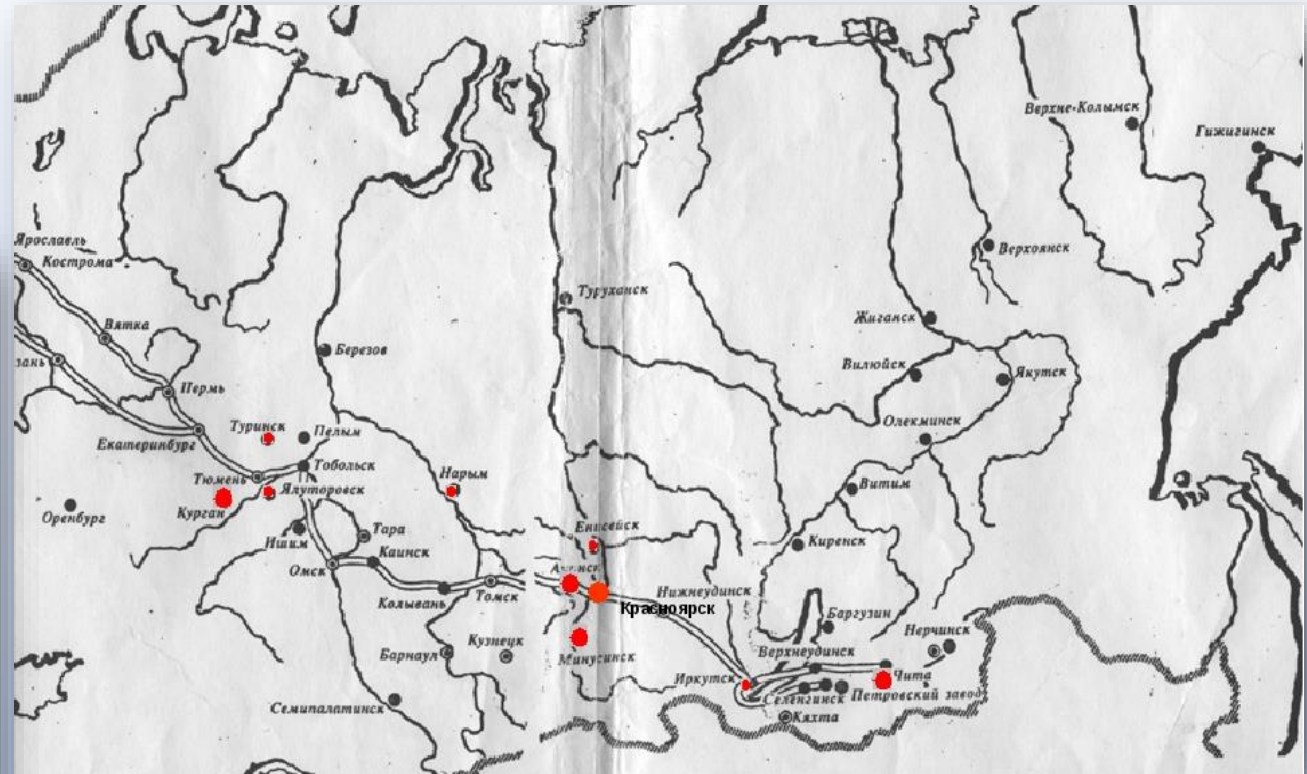 Верхне-Колымск
Гижигинск
Ярославль
Кострома
Верхоянск
Туруханск
Жиганск
Вятка
Березов
зань
Вилюйск
Якутск
Пермь
Олекминск
Туринск
Пелым
Екатеринбург
Тобольск
Тюмень
Нарым
Ялуторовск
Витим
Курган
Оренбург
Енисейск
Тара
Ишим
Киренск
Каинск
Омск
Ачинск
Нижнеудинск
Колывань
Томск
Красноярск
Баргузин
Кузнецк
Нерчинск
Барнаул
Минусинск
Верхнеудинск
Иркутск
Чита
Селенгинск
Петровский завод
Семипалатинск
Кяхта